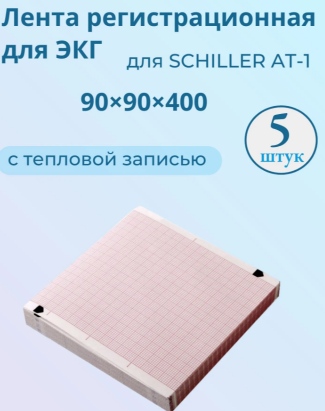 Лента регистрационная
для ЭКГ для SCHILLER AT-1
90×90×400
5
штук
с тепловой записью